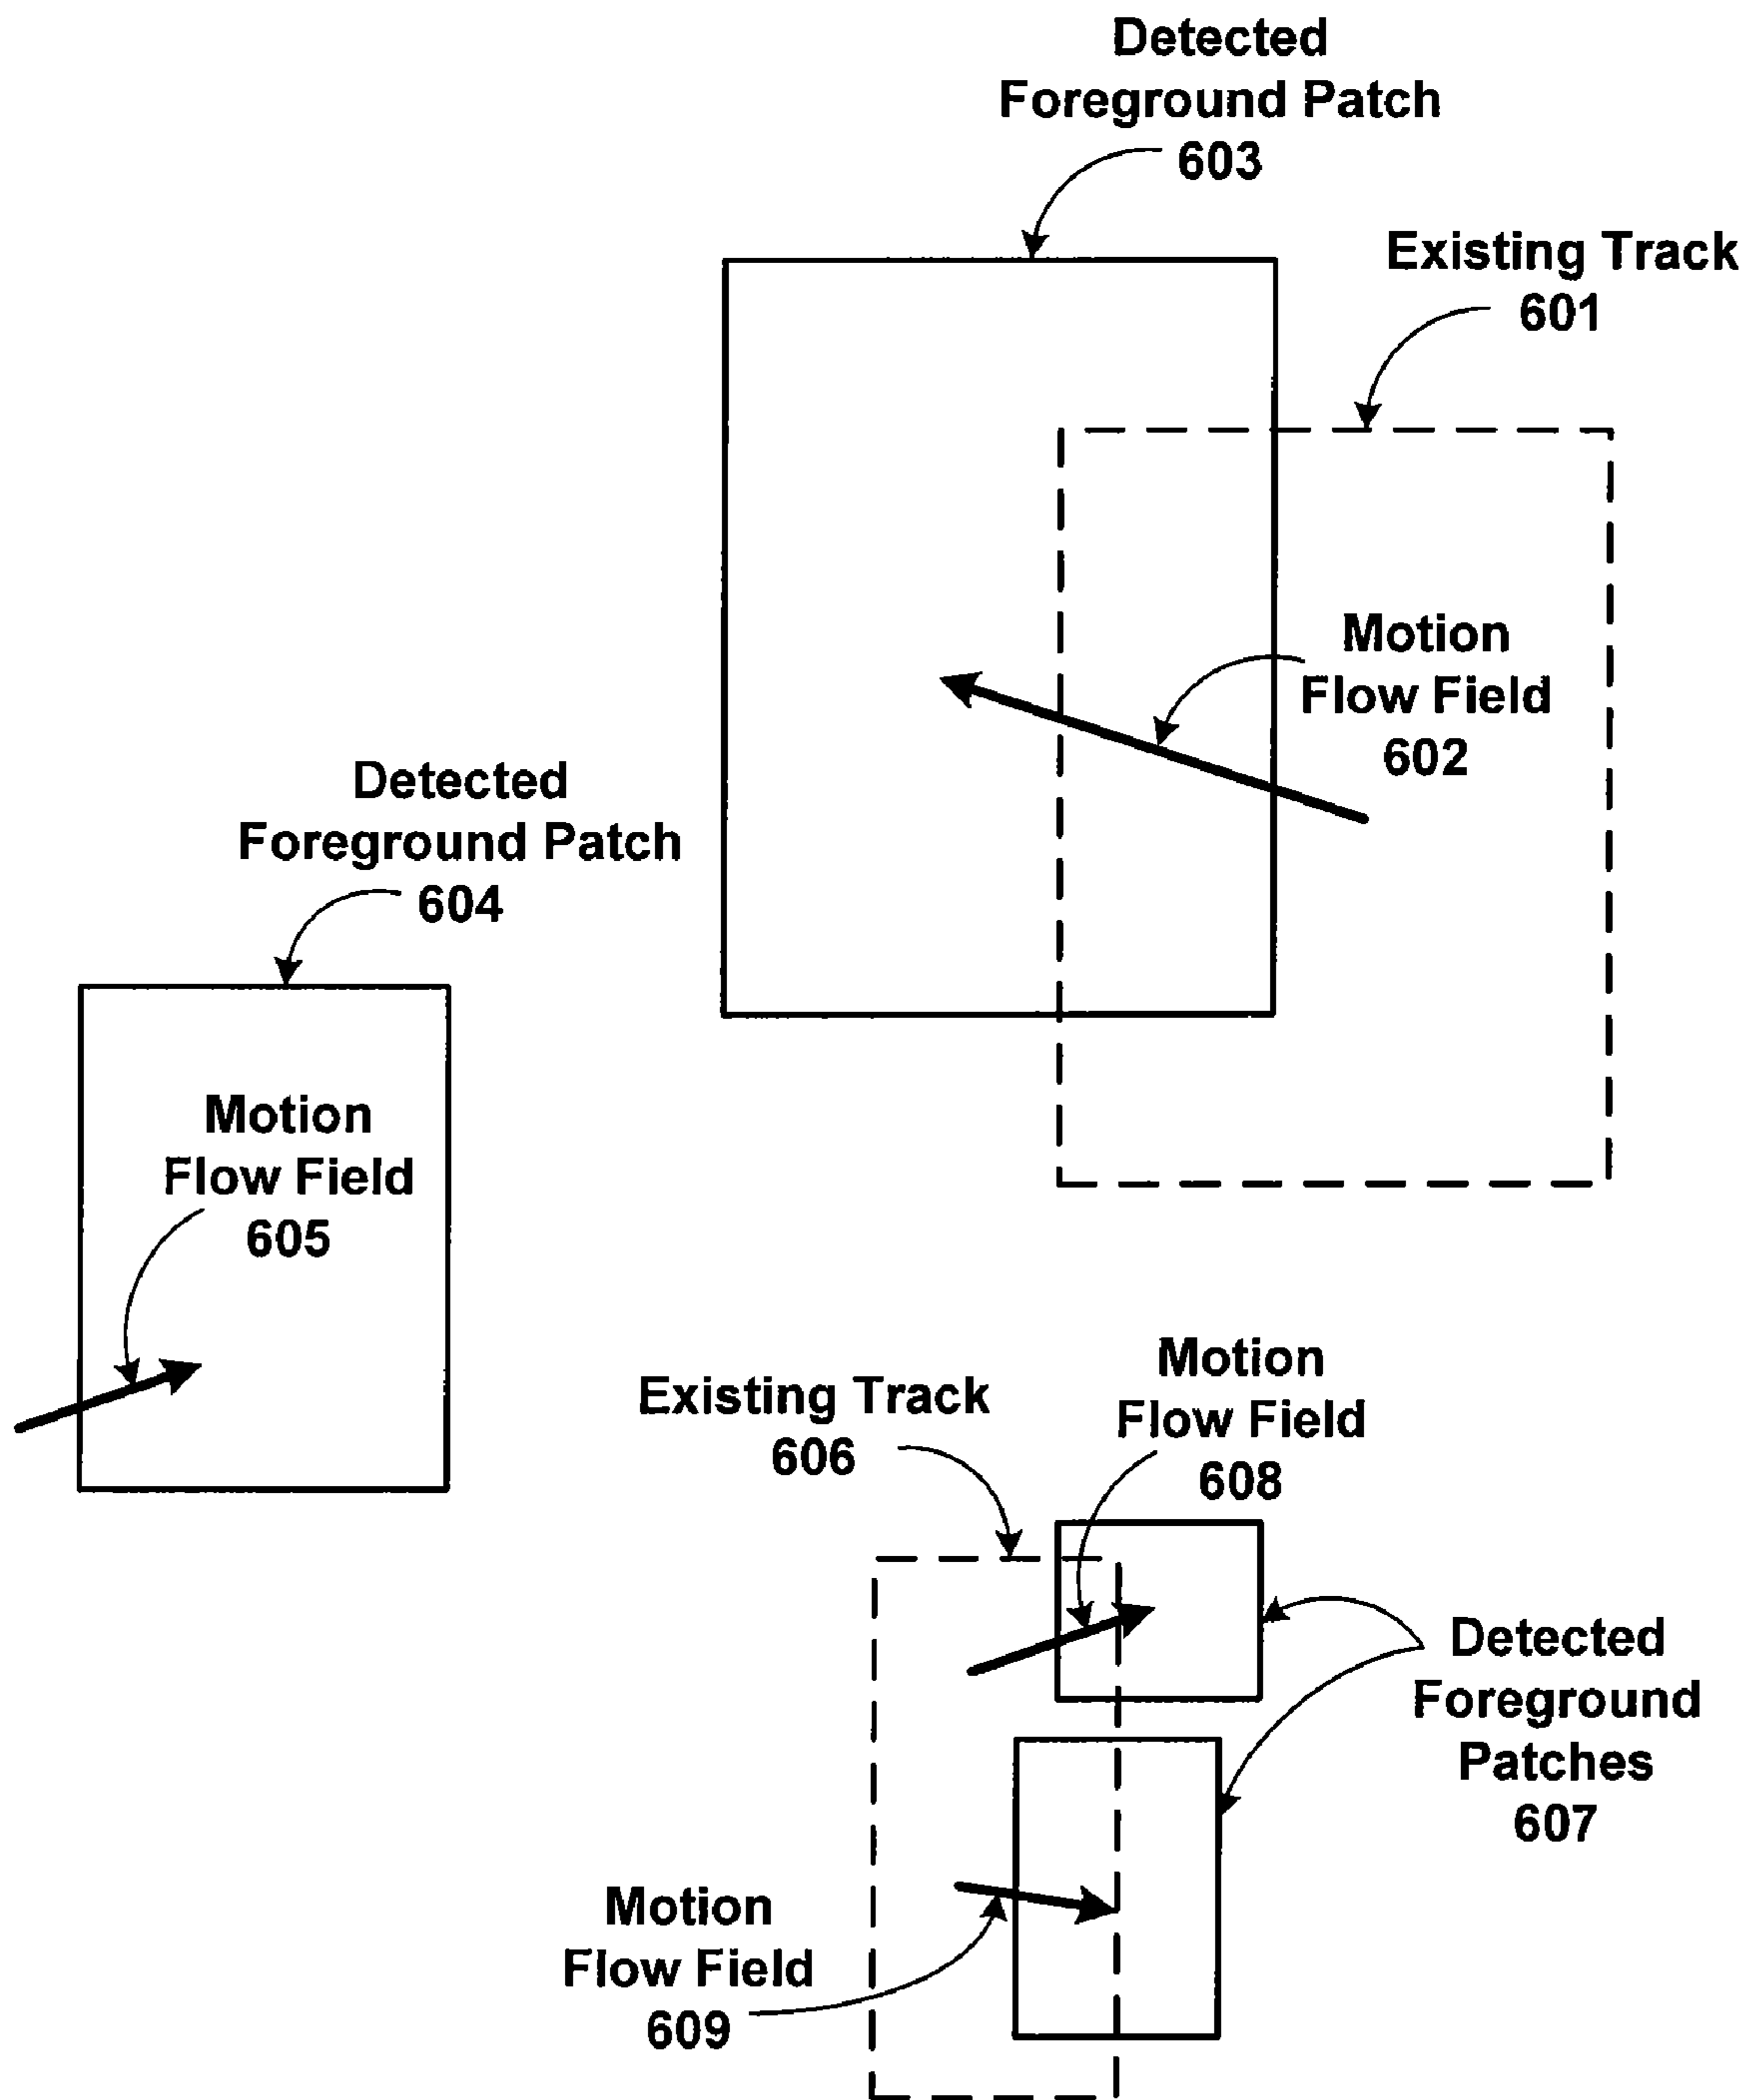 Detected
Foreground Patch
603
Existing Track
601
Motion
Flow Field
602
Detected
Foreground Patch
604
Motion
Flow Field
605
Existing Track
606
Motion
Flow Field
608
Detected
Foreground
Patches
607
Motion
Flow Field
609